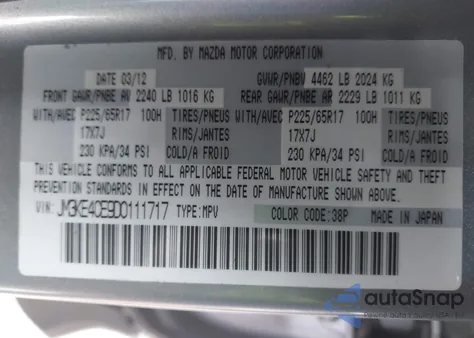 MFD. BY MAZDA MOTOR CORPORATION
DATE 03/12 GVWR/PNBV 4462 LB 2024 KG
FRONT GAWR/PNBE AV 2240 LB 1016 KG REAR GAWR/PNBE AR 2229 LB 1011 KG
WITH/AVEC P225/65R17 100H TIRES/PNEUS WITH/AVEC P225/65R17 100H TIRES/PNEUS
17X7J RIMS/JANTES 17X7J RIMS/JANTES
230 KPA/34 PSI COLD/A FROID 230 KPA/34 PSI COLD/A FROID
THIS VEHICLE CONFORMS TO ALL APPLICABLE FEDERAL MOTOR VEHICLE SAFETY AND THEFT
PREVENTION STANDARDS IN EFFECT ON THE DATE OF MANUFACTURE SHOWN ABOVE.
VIN: JM3KE4CE9D0111717 TYPE: MPV COLOR CODE: 38P MADE IN JAPAN
autoSnap